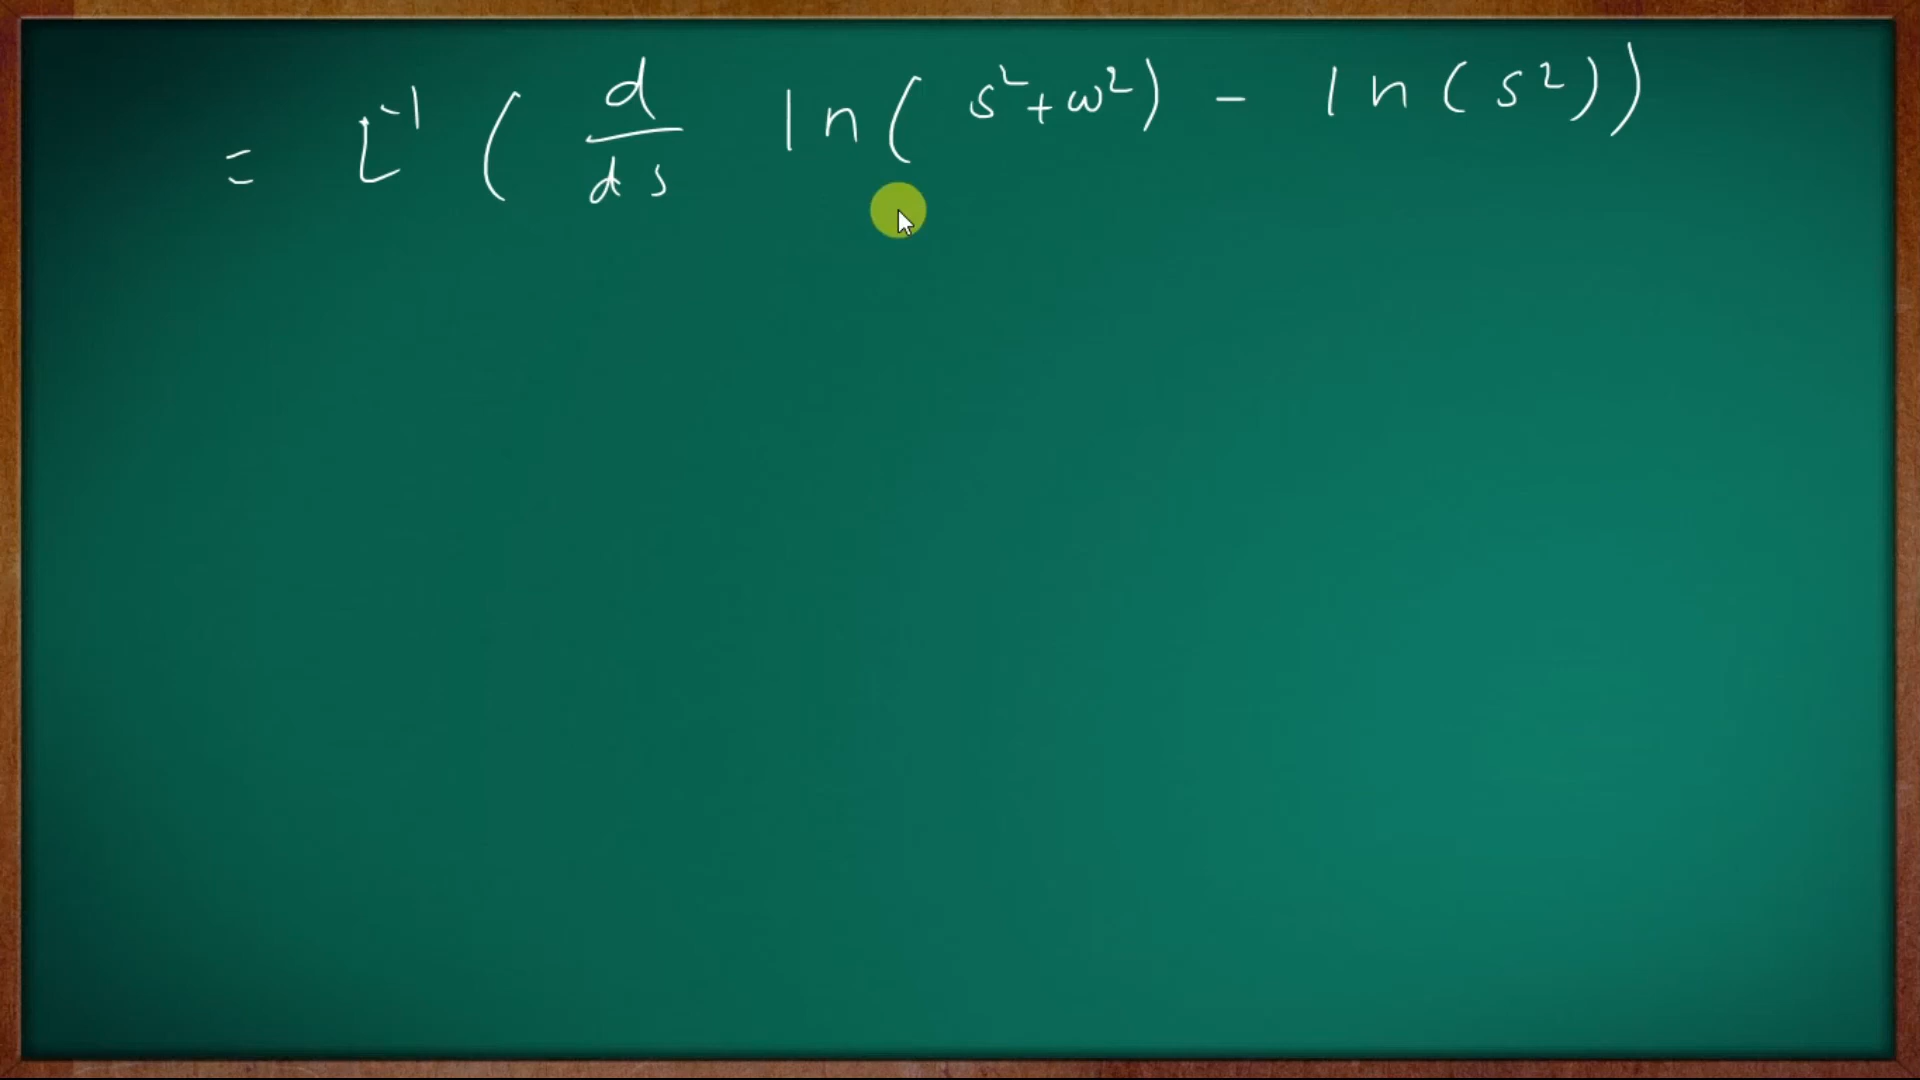 = L⁻¹ ( d/ds ln( s²+ω²) - ln(s²))